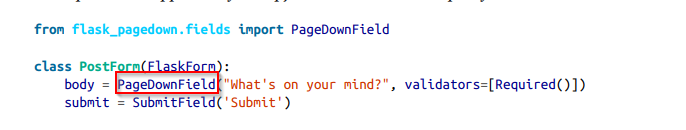 from flask_pagedown.fields import PageDownField
class PostForm(FlaskForm):
    body = PageDownField("What's on your mind?", validators=[Required()])
    submit = SubmitField('Submit')